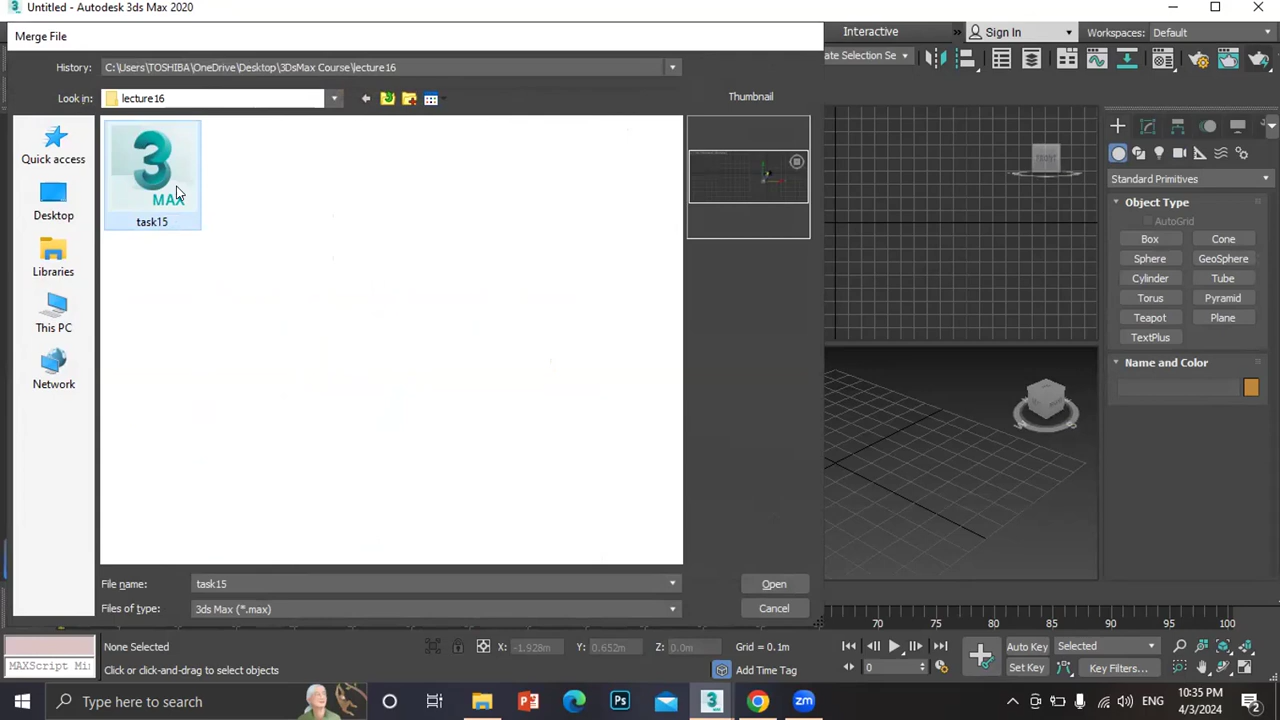 Untitled - Autodesk 3ds Max 2020
Merge File
Interactive
Sign In
Workspaces: Default
History: C:\Users\TOSHIBA\OneDrive\Desktop\3DsMax Course\lecture16
ate Selection Se
Look in: lecture16
Thumbnail
Quick access
Desktop
Libraries
This PC
Network
3
MAX
task15
FRONT
Standard Primitives
Object Type
AutoGrid
Box Cone
Sphere GeoSphere
Cylinder Tube
Torus Pyramid
Teapot Plane
TextPlus
Name and Color
File name: task15 Open
Files of type: 3ds Max (*.max) Cancel
70 75 80 85 90 95 100
None Selected X: -1.928m Y: 0.652m Z: 0.0m Grid = 0.1m
Auto Key Selected
MAXScript Mi
Click or click-and-drag to select objects
Add Time Tag
0
Set Key Key Filters...
Type here to search
3
MAX
Ps
zm
ENG
10:35 PM
4/3/2024
2